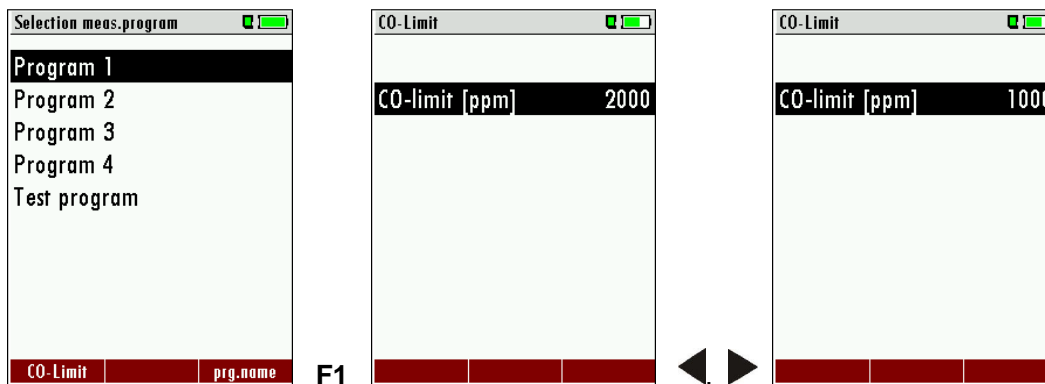 Selection meas.program
Program 1
Program 2
Program 3
Program 4
Test program
CO-Limit prg.name
F1
CO-Limit
CO-limit [ppm] 2000
CO-Limit
CO-limit [ppm] 1000